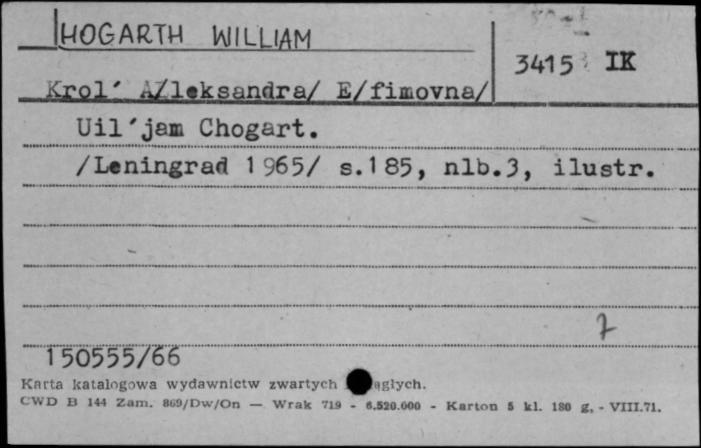 HOGARTH WILLIAM
3415 IK
Krol´ A/leksandra/ E/fimovna/
Uil´jam Chogart.
/Leningrad 1965/ s.185, nlb.3, ilustr.
7
150555/66
Karta katalogowa wydawnictw zwartych
CWD B 144 Zam. 869/Dw/On — Wrak 719 - 6.520.000 - Karton 5 kl. 180 g, - VIII.71.